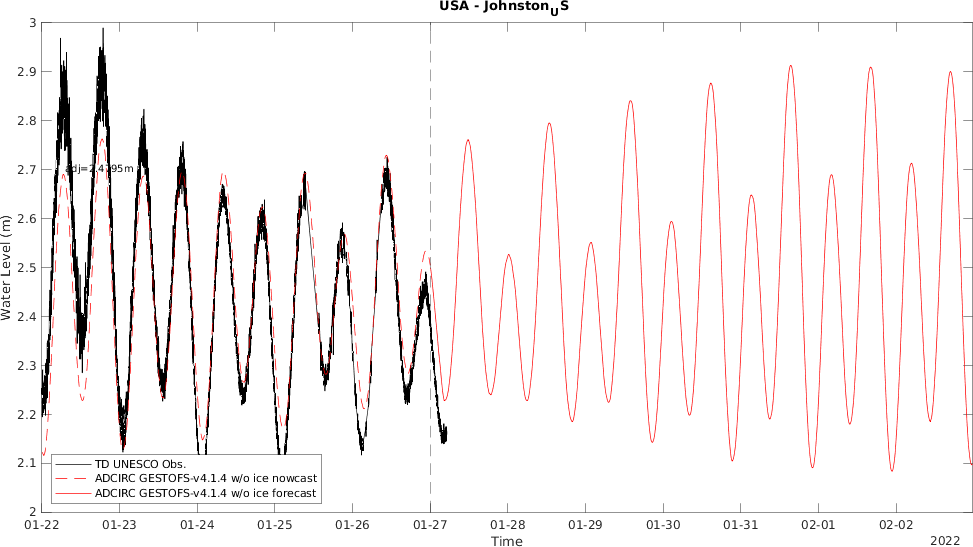 USA - Johnston_US
3
2.9
2.8
2.7
2.6
2.5
2.4
2.3
2.2
2.1
2
Water Level (m)
adj=2.4795m
TD UNESCO Obs.
ADCIRC GESTOFS-v4.1.4 w/o ice nowcast
ADCIRC GESTOFS-v4.1.4 w/o ice forecast
01-22 01-23 01-24 01-25 01-26 01-27 01-28 01-29 01-30 01-31 02-01 02-02
Time
2022